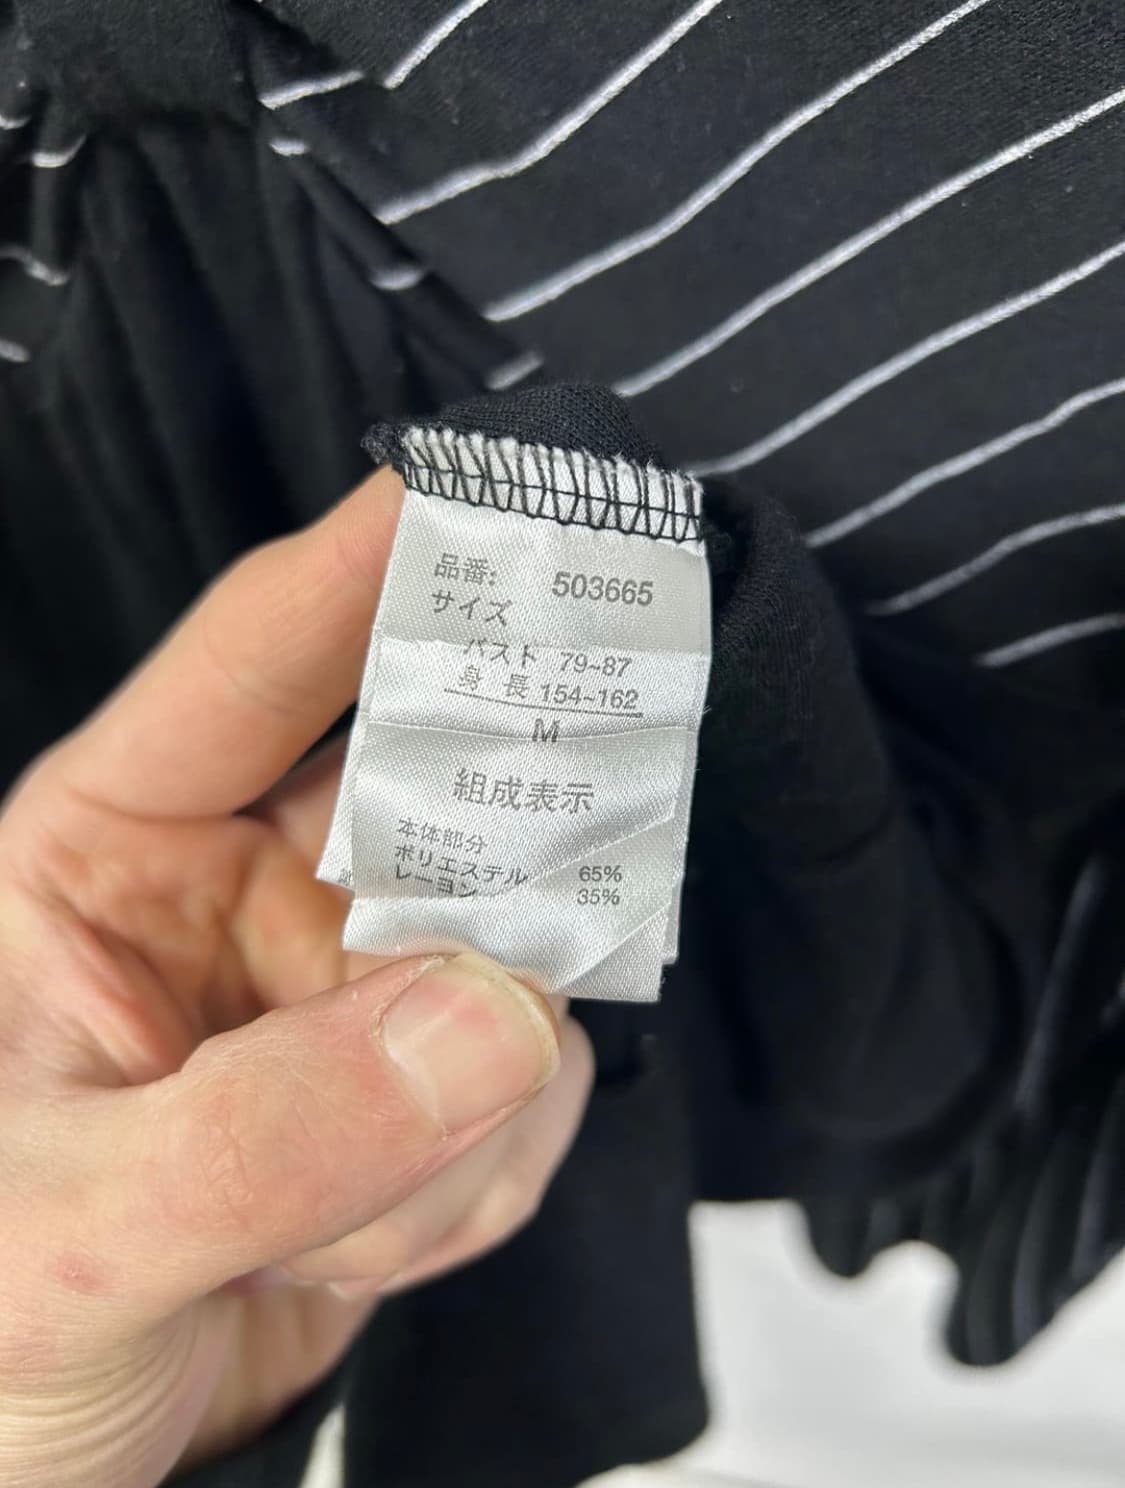 品番: 503665
サイズ
バスト 79~87
身 長 154~162
M
組成表示
本体部分
ポリエステル 65%
レーヨン 35%